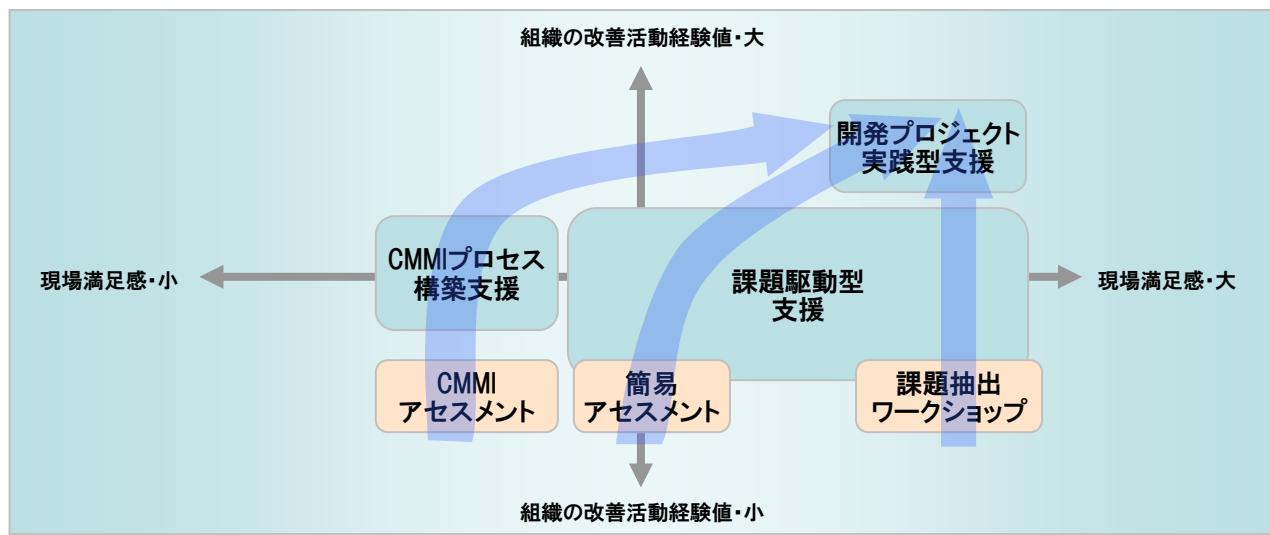 組織の改善活動経験値・大
開発プロジェクト
実践型支援
CMMIプロセス
構築支援
課題駆動型
支援
現場満足感・小
現場満足感・大
CMMI
アセスメント
簡易
アセスメント
課題抽出
ワークショップ
組織の改善活動経験値・小